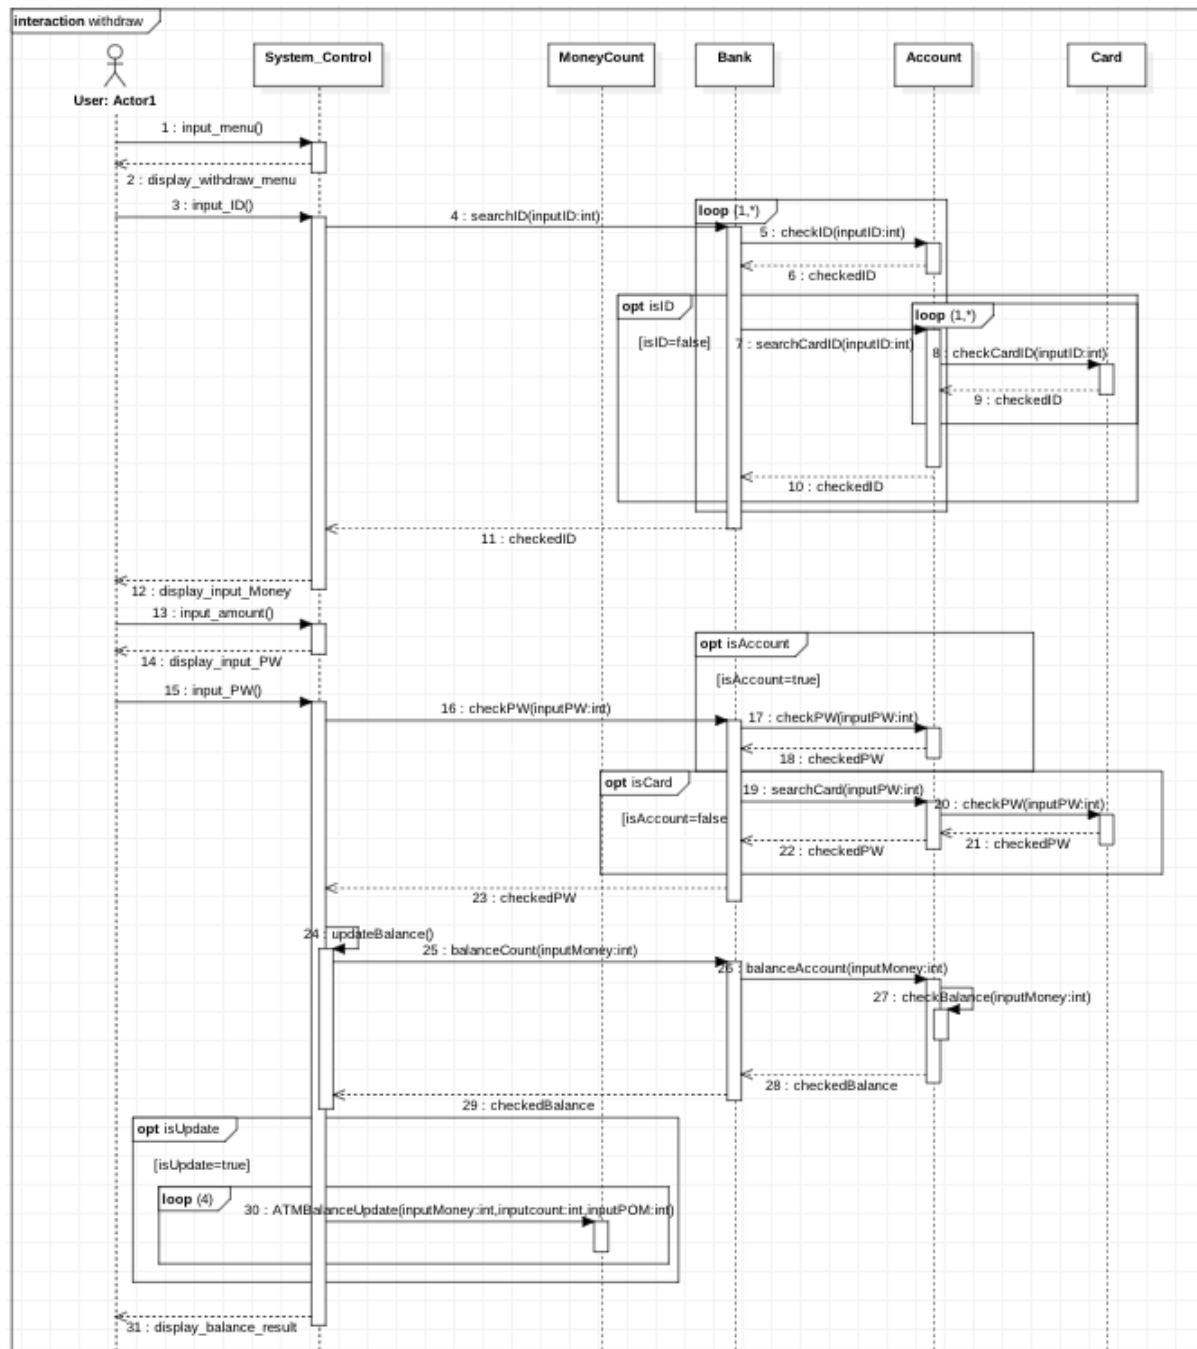 interaction withdraw
User: Actor1
System_Control
MoneyCount
Bank
Account
Card
1 : input_menu()
2 : display_withdraw_menu
3 : input_ID()
4 : searchID(inputID:int)
loop (1,*)
5 : checkID(inputID:int)
6 : checkedID
opt isID
[isID=false]
loop (1,*)
7 : searchCardID(inputID:int)
8 : checkCardID(inputID:int)
9 : checkedID
10 : checkedID
11 : checkedID
12 : display_input_Money
13 : input_amount()
14 : display_input_PW
opt isAccount
[isAccount=true]
15 : input_PW()
16 : checkPW(inputPW:int)
17 : checkPW(inputPW:int)
18 : checkedPW
opt isCard
[isAccount=false
19 : searchCard(inputPW:int)
20 : checkPW(inputPW:int)
21 : checkedPW
22 : checkedPW
23 : checkedPW
24 : updateBalance()
25 : balanceCount(inputMoney:int)
26 : balanceAccount(inputMoney:int)
27 : checkBalance(inputMoney:int)
28 : checkedBalance
29 : checkedBalance
opt isUpdate
[isUpdate=true]
loop (4)
30 : ATMBalanceUpdate(inputMoney:int,inputcount:int,inputPOM:int)
31 : display_balance_result